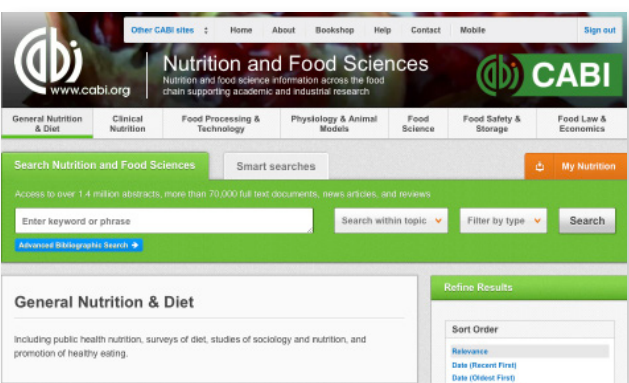 Other CABI sites Home About Bookshop Help Contact Mobile Sign out
cabi
www.cabi.org
Nutrition and Food Sciences
Nutrition and food science information across the food
chain supporting academic and industrial research
cabi CABI
General Nutrition
& Diet
Clinical
Nutrition
Food Processing &
Technology
Physiology & Animal
Models
Food
Science
Food Safety &
Storage
Food Law &
Economics
Search Nutrition and Food Sciences
Smart searches
My Nutrition
Access to over 1.4 million abstracts, more than 70,000 full text documents, news articles, and reviews
Enter keyword or phrase
Search within topic
Filter by type
Search
Advanced Bibliographic Search
General Nutrition & Diet
Including public health nutrition, surveys of diet, studies of sociology and nutrition, and
promotion of healthy eating.
Refine Results
Sort Order
Relevance
Date (Recent First)
Date (Oldest First)